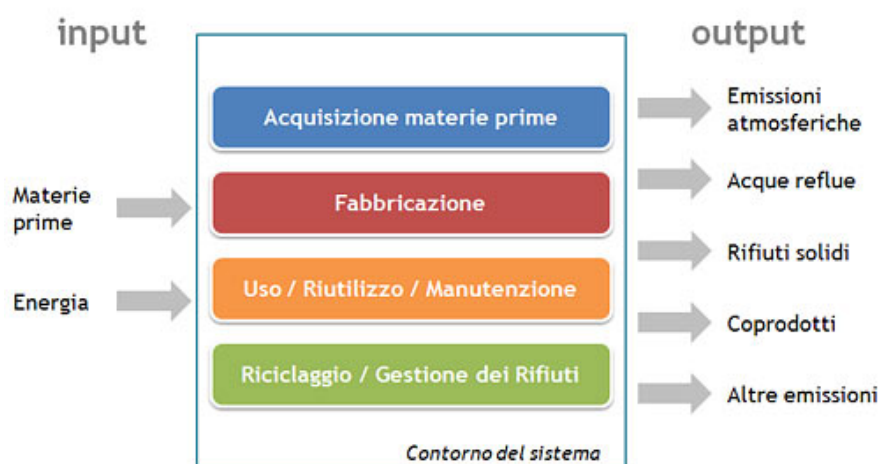 input
output
Acquisizione materie prime
Emissioni
atmosferiche
Materie
prime
Fabbricazione
Acque reflue
Rifiuti solidi
Energia
Uso / Riutilizzo / Manutenzione
Coprodotti
Riciclaggio / Gestione dei Rifiuti
Altre emissioni
Contorno del sistema